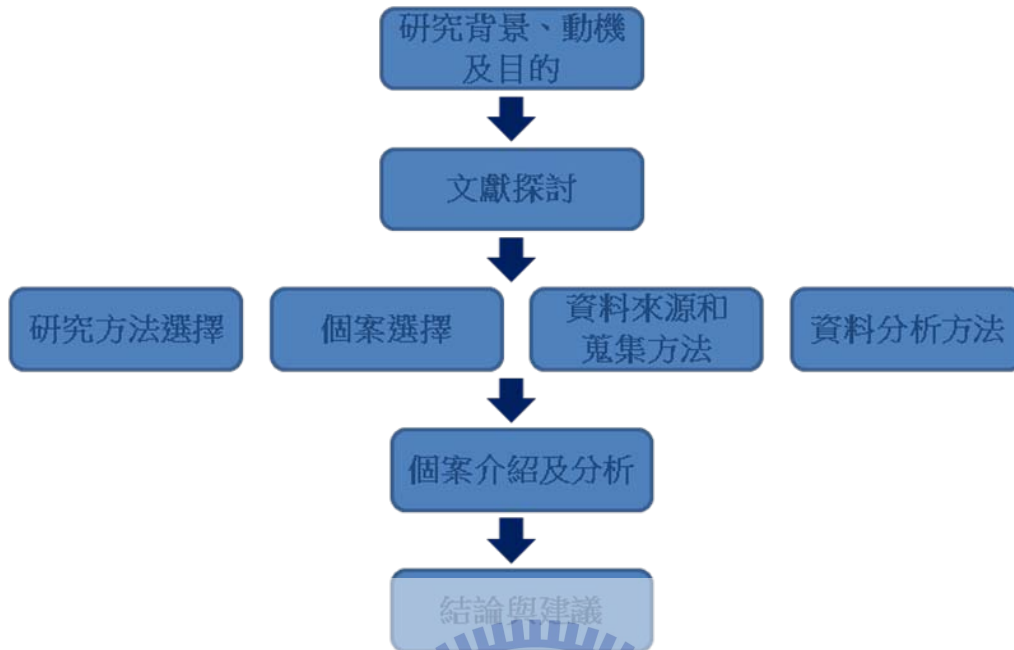 研究背景、動機
及目的
文獻探討
研究方法選擇
個案選擇
資料來源和
蒐集方法
資料分析方法
個案介紹及分析
結論與建議